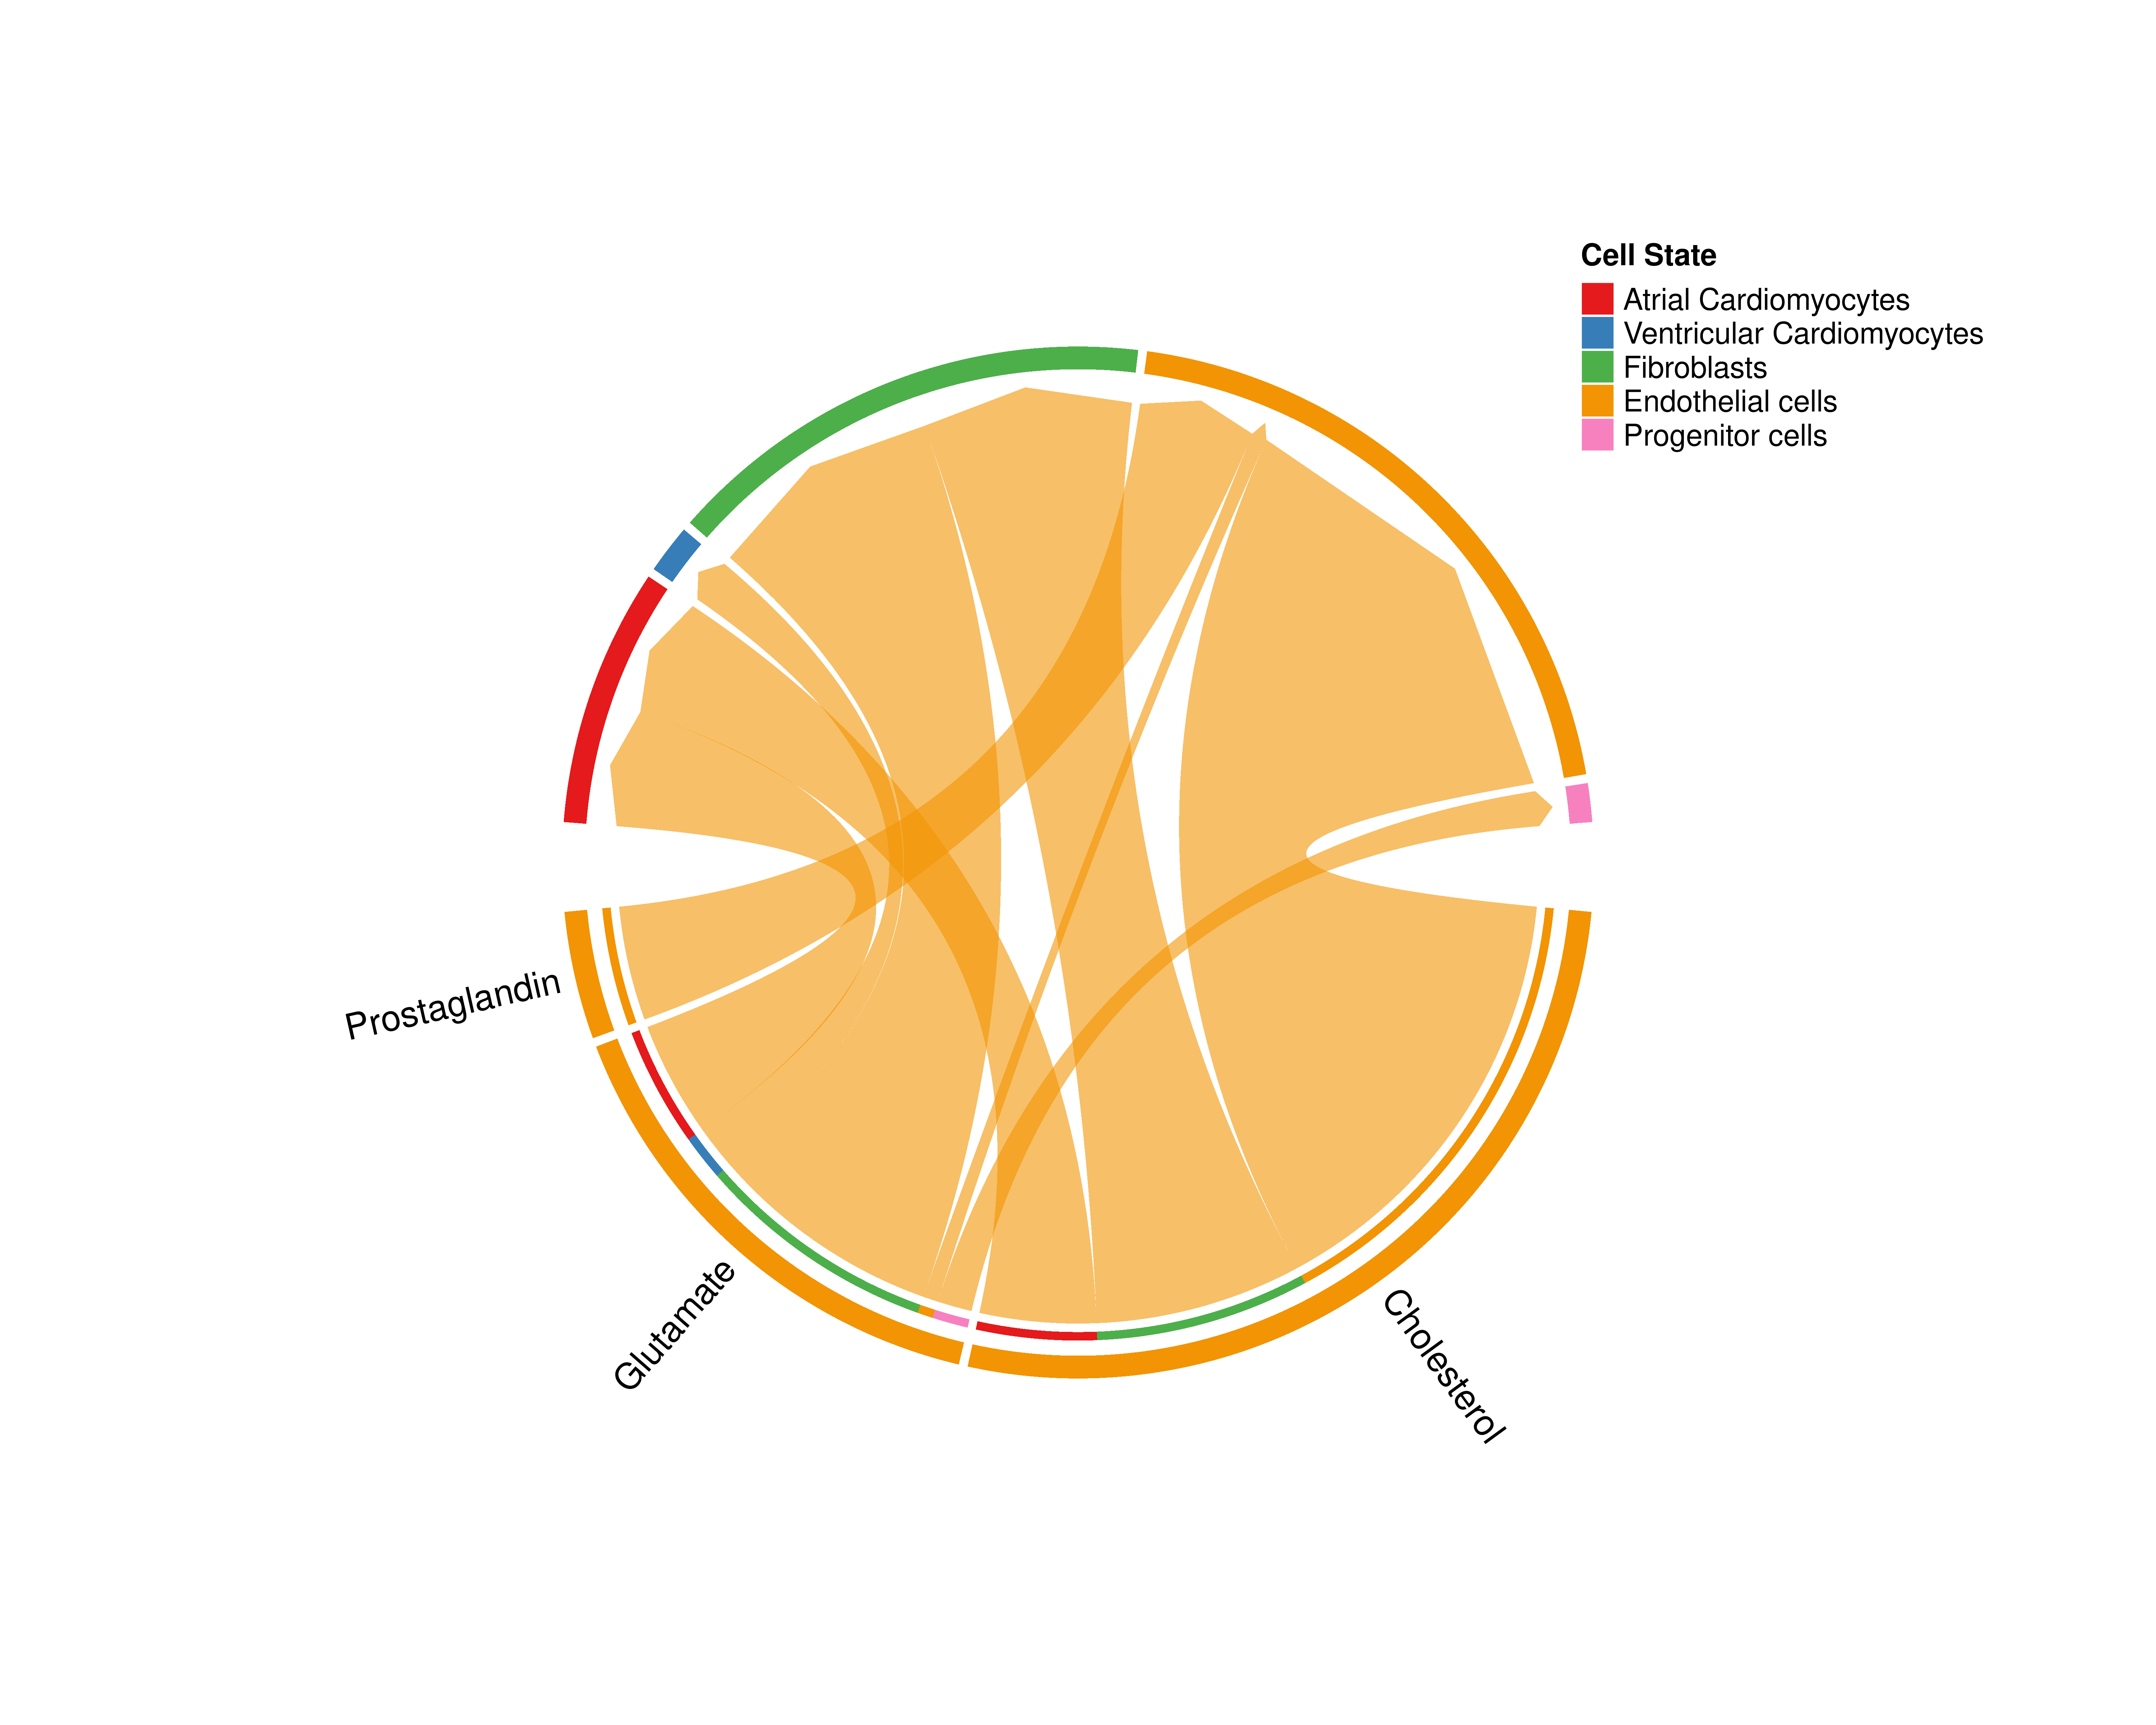 Cell State
Atrial Cardiomyocytes
Ventricular Cardiomyocytes
Fibroblasts
Endothelial cells
Progenitor cells
Prostaglandin
Glutamate
Cholesterol